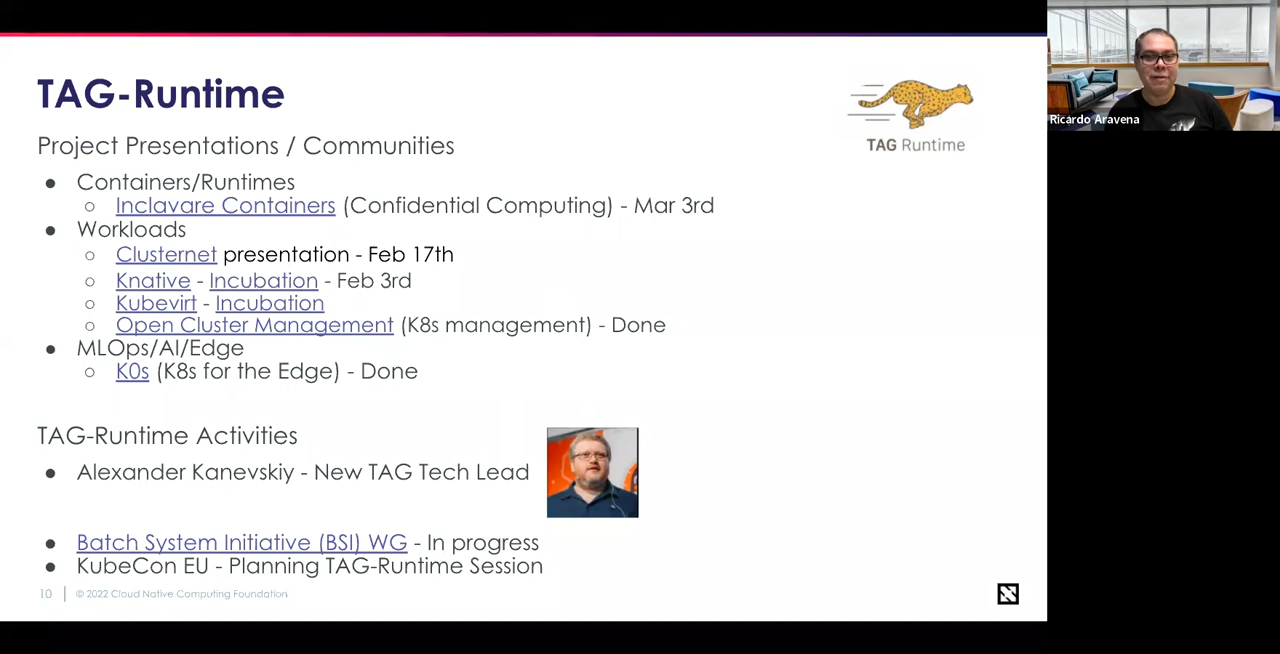 TAG-Runtime
TAG Runtime
Project Presentations / Communities
● Containers/Runtimes
○ Inclavare Containers (Confidential Computing) - Mar 3rd
● Workloads
○ Clusternet presentation - Feb 17th
○ Knative - Incubation - Feb 3rd
○ Kubevirt - Incubation
○ Open Cluster Management (K8s management) - Done
● MLOps/AI/Edge
○ K0s (K8s for the Edge) - Done
TAG-Runtime Activities
● Alexander Kanevskiy - New TAG Tech Lead
● Batch System Initiative (BSI) WG - In progress
● KubeCon EU - Planning TAG-Runtime Session
10 | © 2022 Cloud Native Computing Foundation
Ricardo Aravena